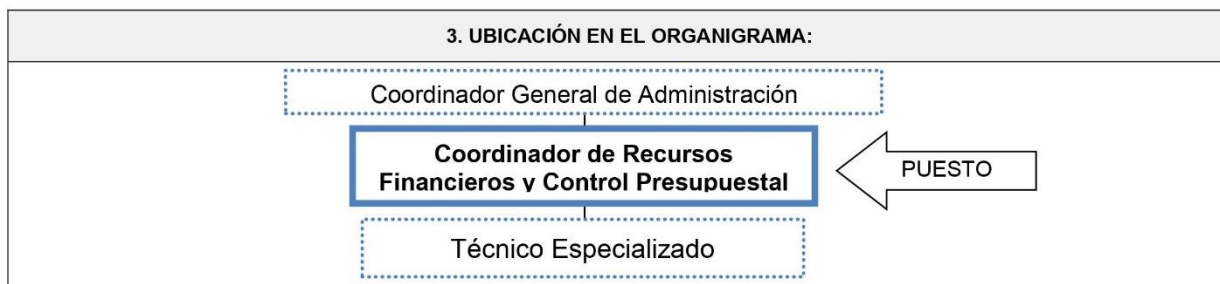 3. UBICACIÓN EN EL ORGANIGRAMA:
Coordinador General de Administración
Coordinador de Recursos
Financieros y Control Presupuestal
PUESTO
Técnico Especializado